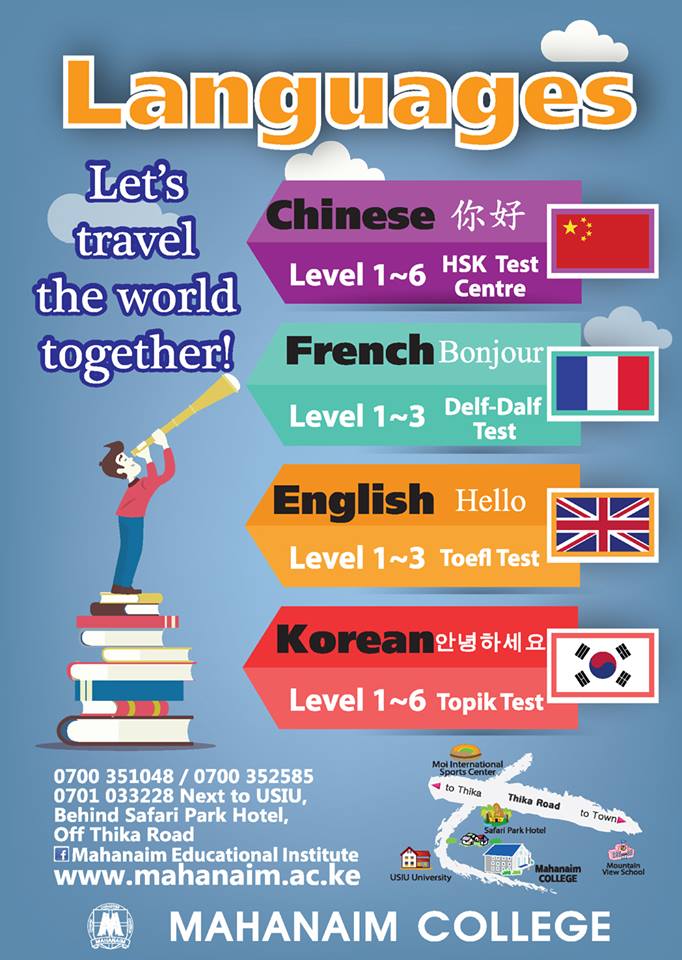 Languages
Let's
travel
the world
together!
Chinese 你好
Level 1~6 HSK Test
Centre
French Bonjour
Level 1~3 Delf-Dalf
Test
English Hello
Level 1~3 Toefl Test
Korean 안녕하세요
Level 1~6 Topik Test
0700 351048 / 0700 352585
0701 033228 Next to USIU,
Behind Safari Park Hotel,
Off Thika Road
Mahanaim Educational Institute
www.mahanaim.ac.ke
Moi International
Sports Center
to Thika Thika Road to Town
Safari Park Hotel
USIU University
Mahanaim
COLLEGE
Mountain
View School
MAHANAIM COLLEGE